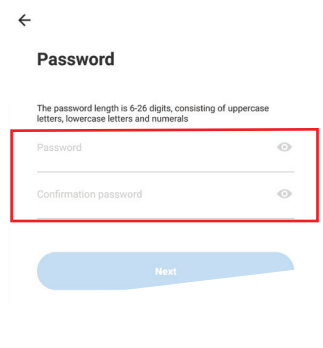 Password
The password length is 6-26 digits, consisting of uppercase
letters, lowercase letters and numerals
Password
Confirmation password
Next